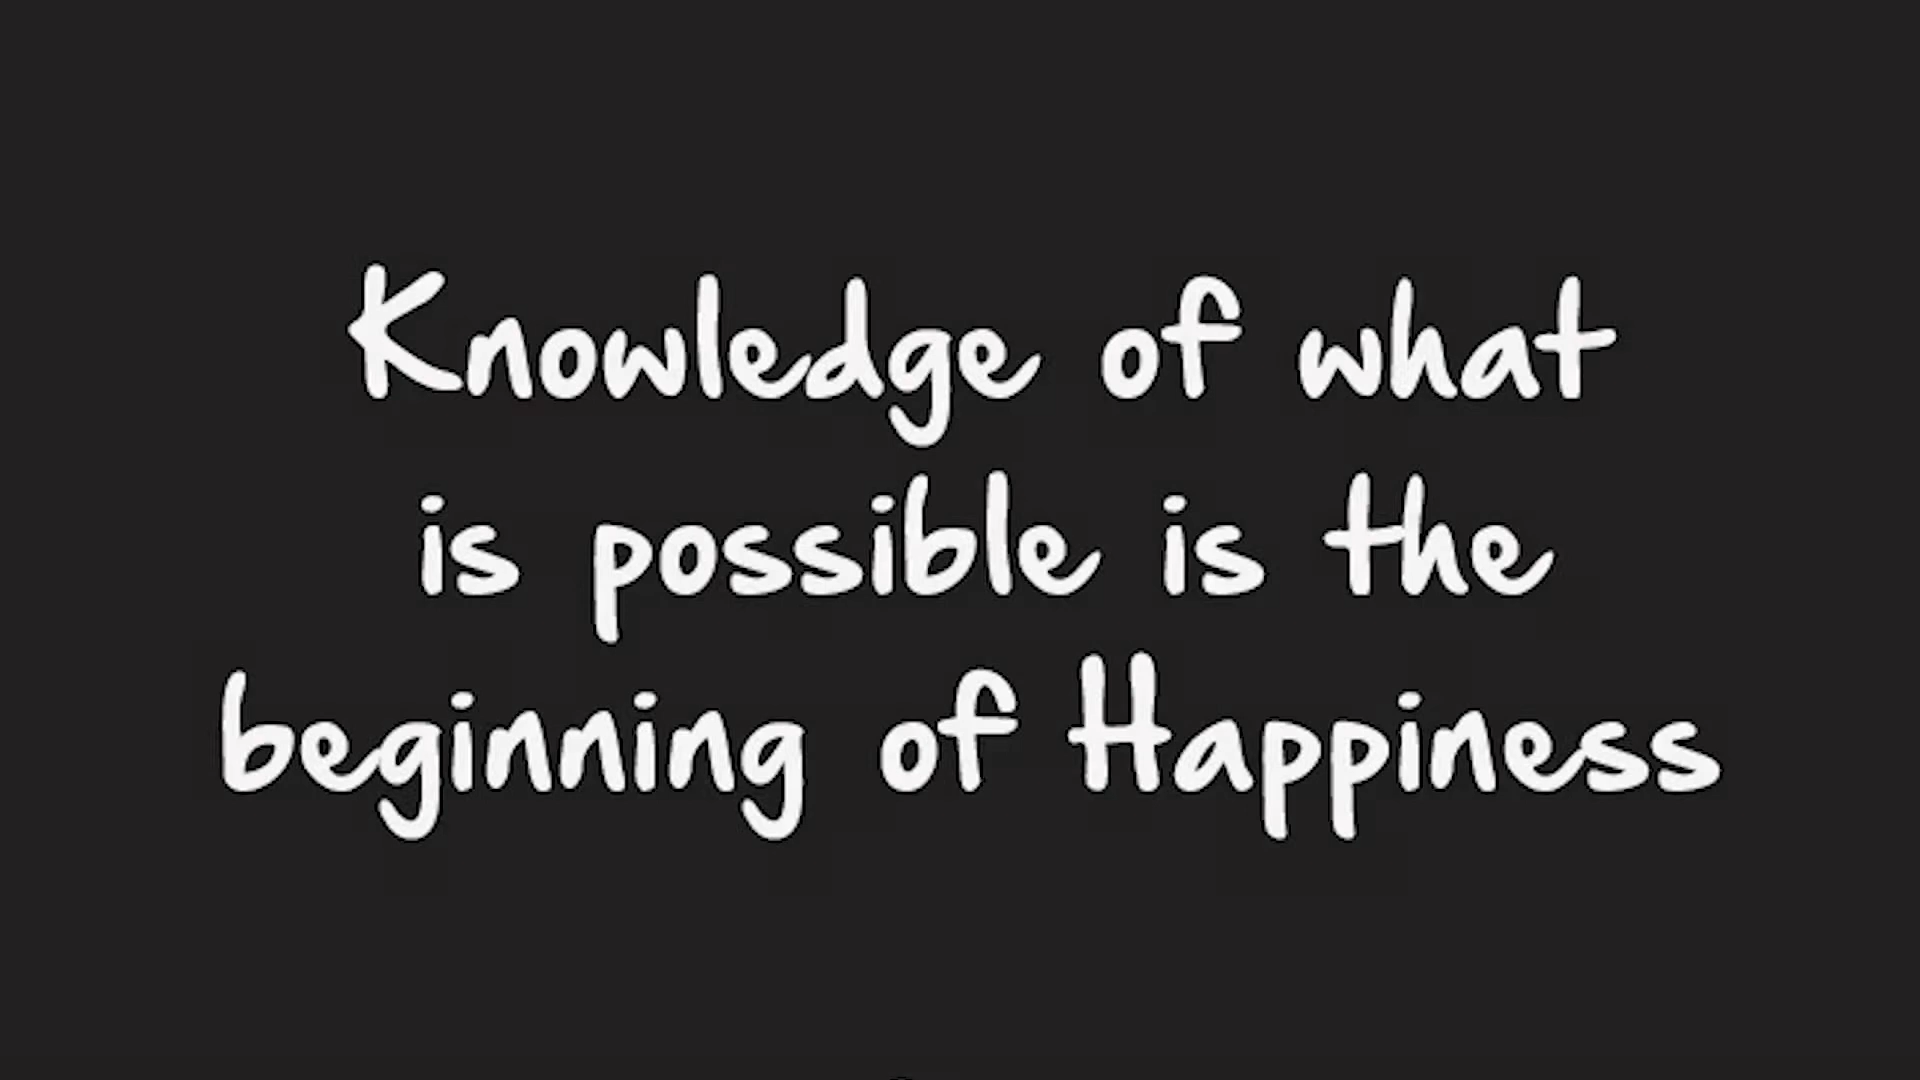 Knowledge of what
is possible is the
beginning of Happiness